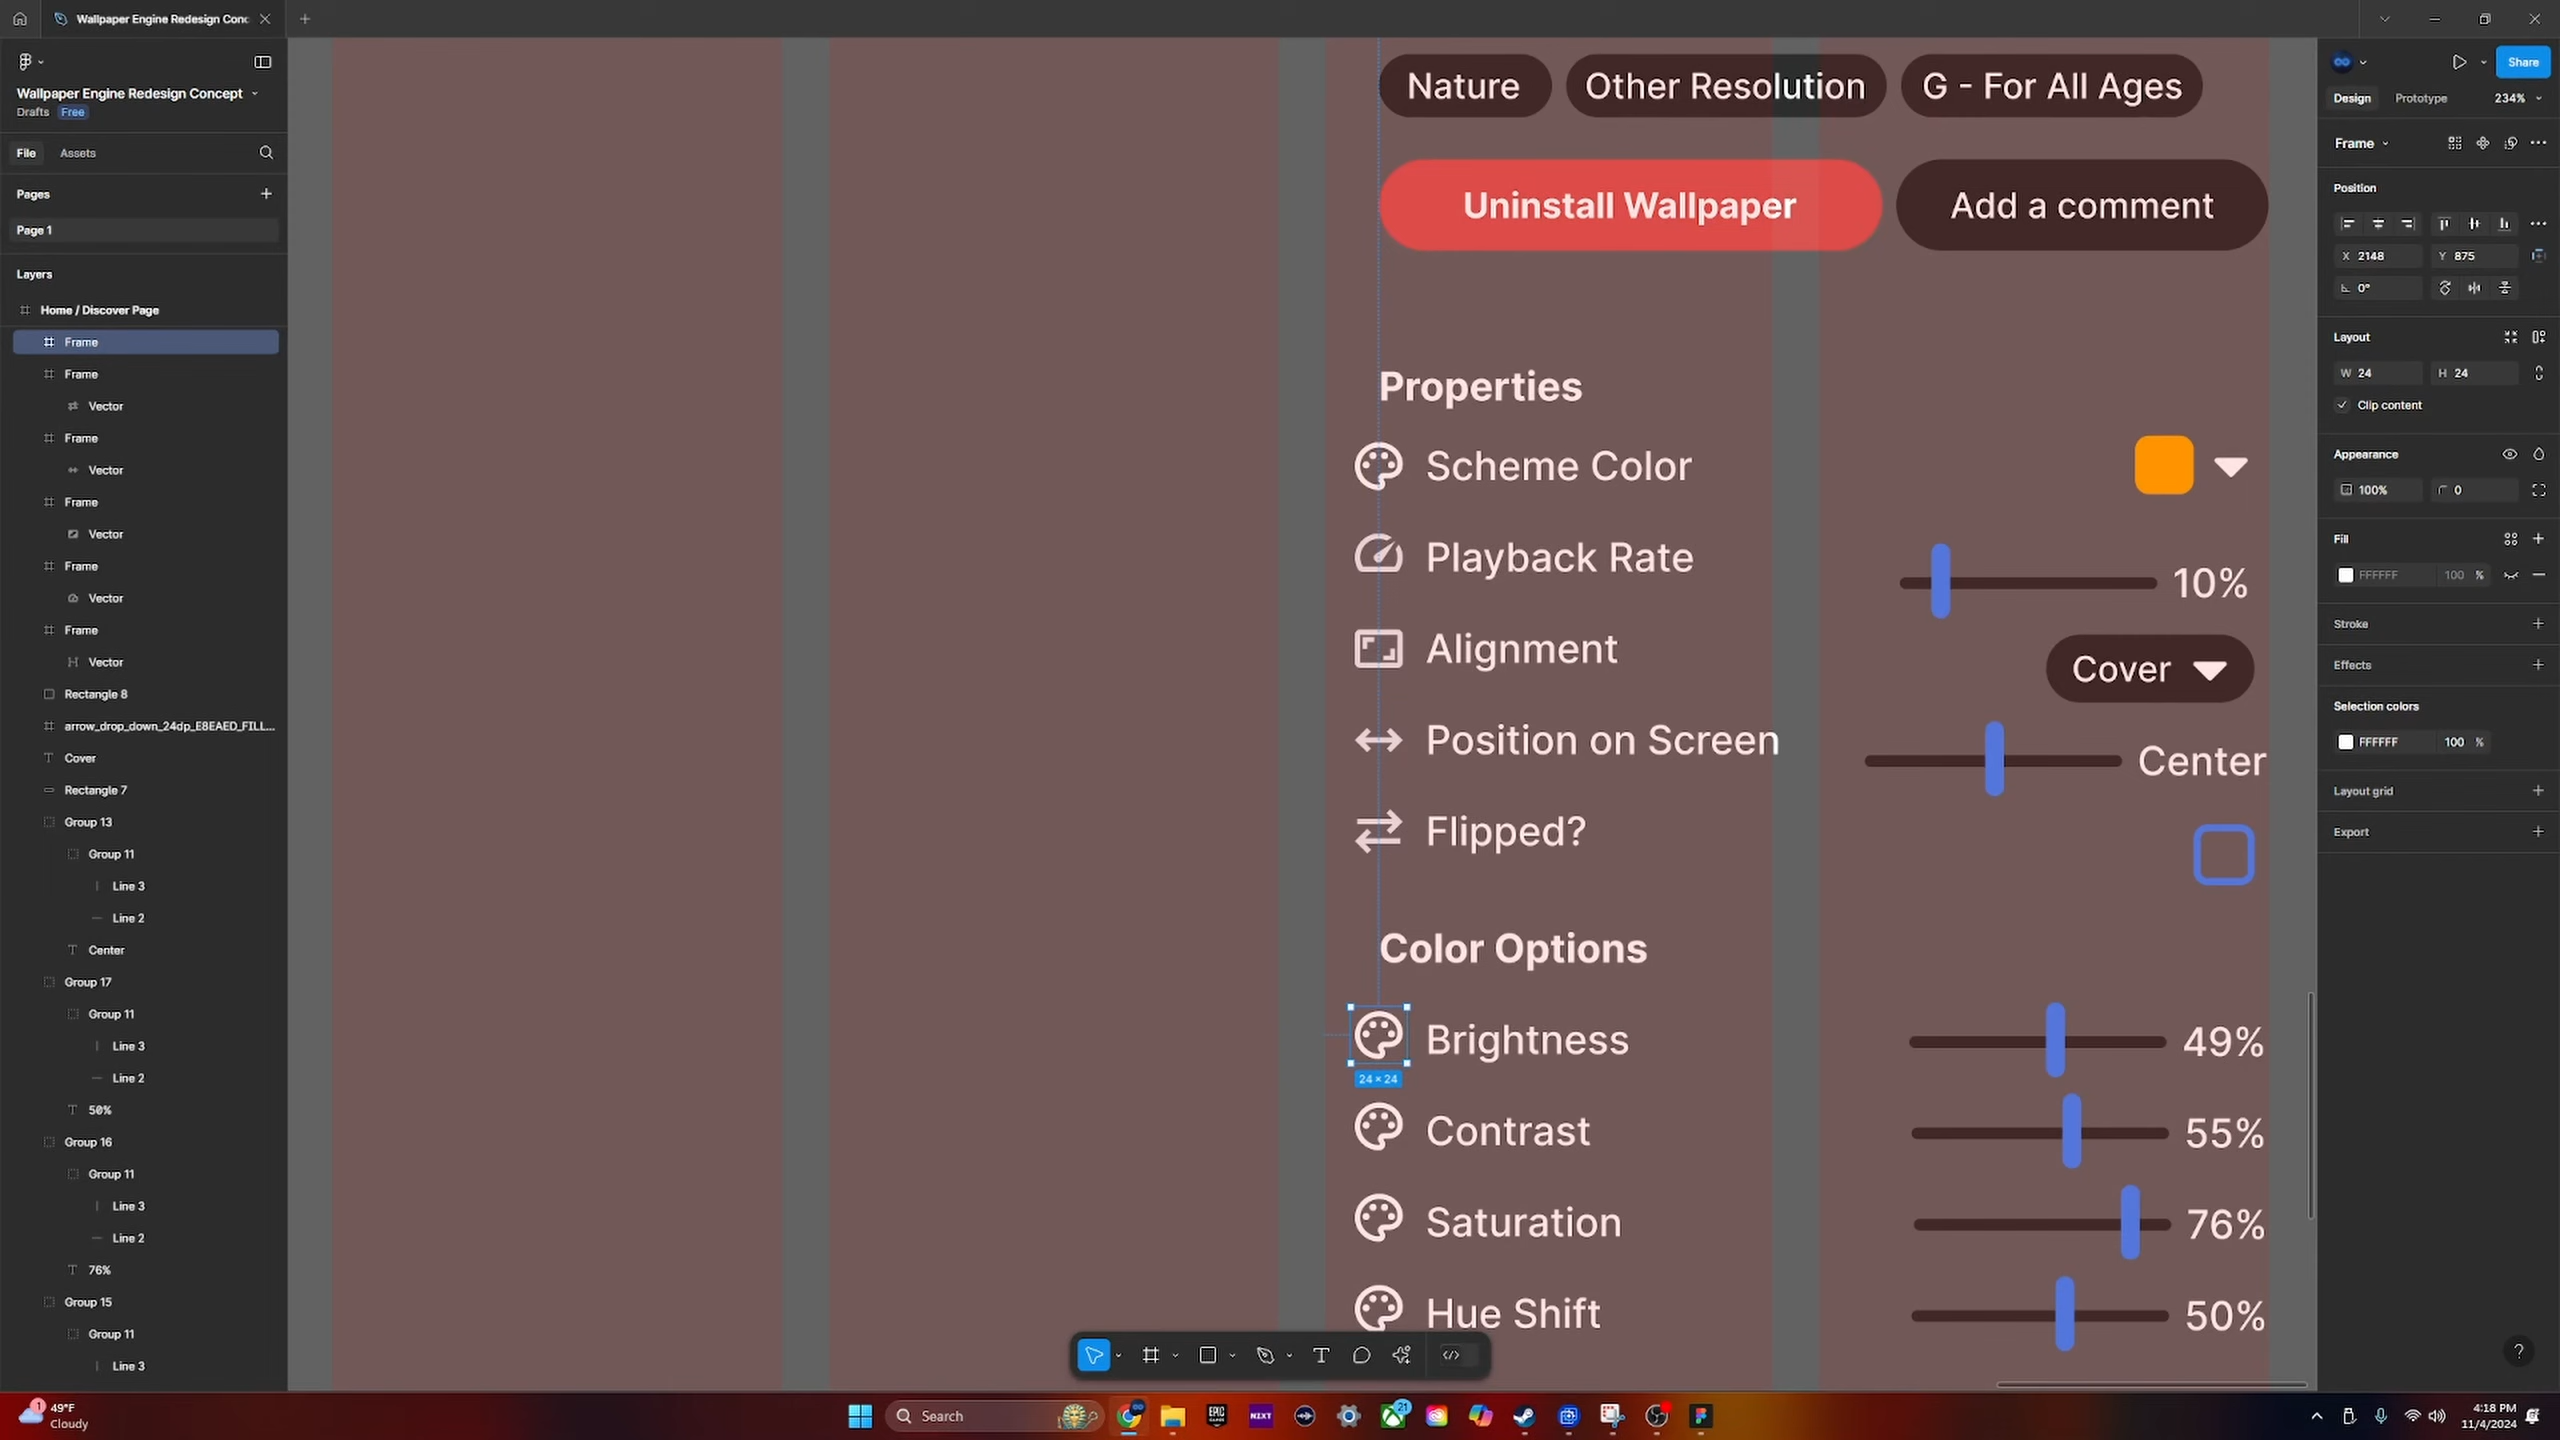 Wallpaper Engine Redesign Conc
Wallpaper Engine Redesign Concept
Drafts Free
File Assets
Pages
Page 1
Layers
Home / Discover Page
Frame
Frame
Vector
Frame
Vector
Frame
Vector
Frame
Vector
Frame
Vector
Rectangle 8
arrow_drop_down_24dp_E8EAED_FILL...
Cover
Rectangle 7
Group 13
Group 11
Line 3
Line 2
Center
Group 17
Group 11
Line 3
Line 2
50%
Group 16
Group 11
Line 3
Line 2
76%
Group 15
Group 11
Line 3
Nature Other Resolution G - For All Ages
Uninstall Wallpaper Add a comment
Properties
Scheme Color
Playback Rate 10%
Alignment Cover
Position on Screen Center
Flipped?
Color Options
Brightness 49%
24 × 24
Contrast 55%
Saturation 76%
Hue Shift 50%
Share
Design Prototype 234%
Frame
Position
X 2148 Y 875
0°
Layout
W 24 H 24
Clip content
Appearance
100% 0
Fill
FFFFFF 100 %
Stroke
Effects
Selection colors
FFFFFF 100 %
Layout grid
Export
?
1
49°F
Cloudy
Search
EPIC GAMES
NZXT
21
4:18 PM
11/4/2024